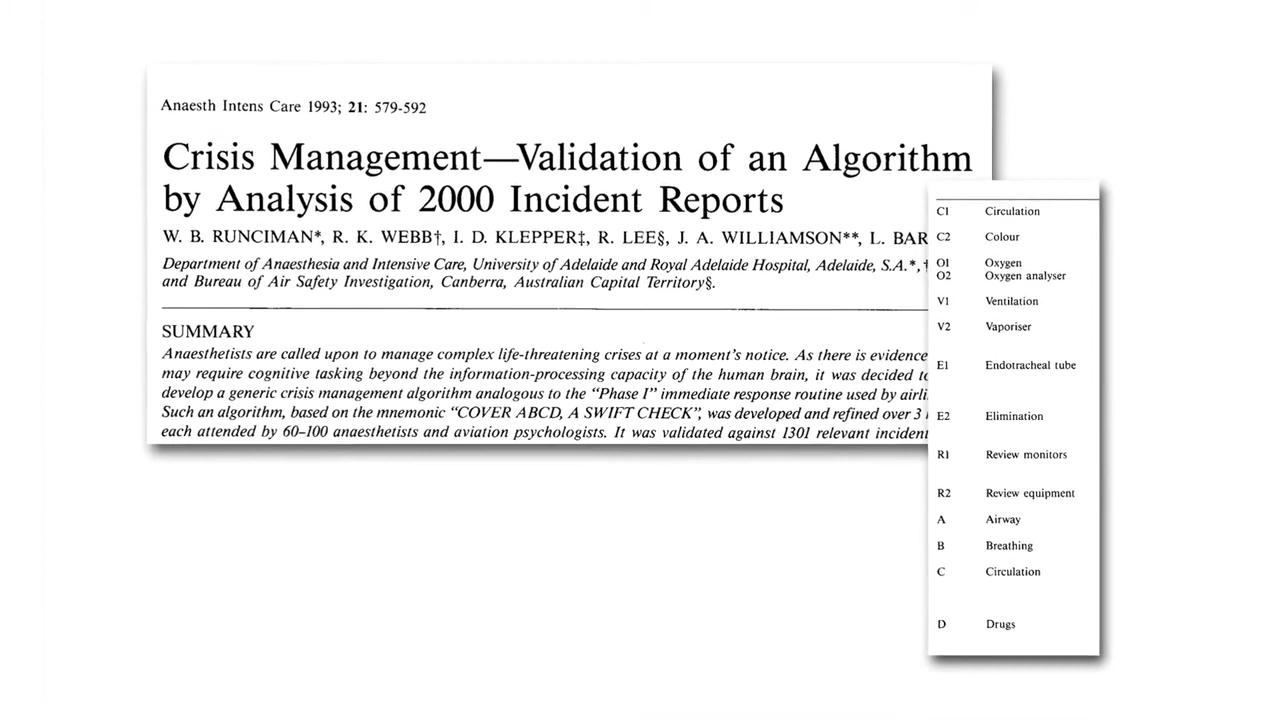 Anaesth Intens Care 1993; 21: 579-592
Crisis Management—Validation of an Algorithm
by Analysis of 2000 Incident Reports
W. B. RUNCIMAN*, R. K. WEBB†, I. D. KLEPPER‡, R. LEE§, J. A. WILLIAMSON**, L. BAR
Department of Anaesthesia and Intensive Care, University of Adelaide and Royal Adelaide Hospital, Adelaide, S.A.*,†
and Bureau of Air Safety Investigation, Canberra, Australian Capital Territory§.
SUMMARY
Anaesthetists are called upon to manage complex life-threatening crises at a moment's notice. As there is evidence
may require cognitive tasking beyond the information-processing capacity of the human brain, it was decided to
develop a generic crisis management algorithm analogous to the “Phase I” immediate response routine used by airli
Such an algorithm, based on the mnemonic “COVER ABCD, A SWIFT CHECK”, was developed and refined over 3
each attended by 60–100 anaesthetists and aviation psychologists. It was validated against 1301 relevant incident
C1 Circulation
C2 Colour
O1 Oxygen
O2 Oxygen analyser
V1 Ventilation
V2 Vaporiser
E1 Endotracheal tube
E2 Elimination
R1 Review monitors
R2 Review equipment
A Airway
B Breathing
C Circulation
D Drugs